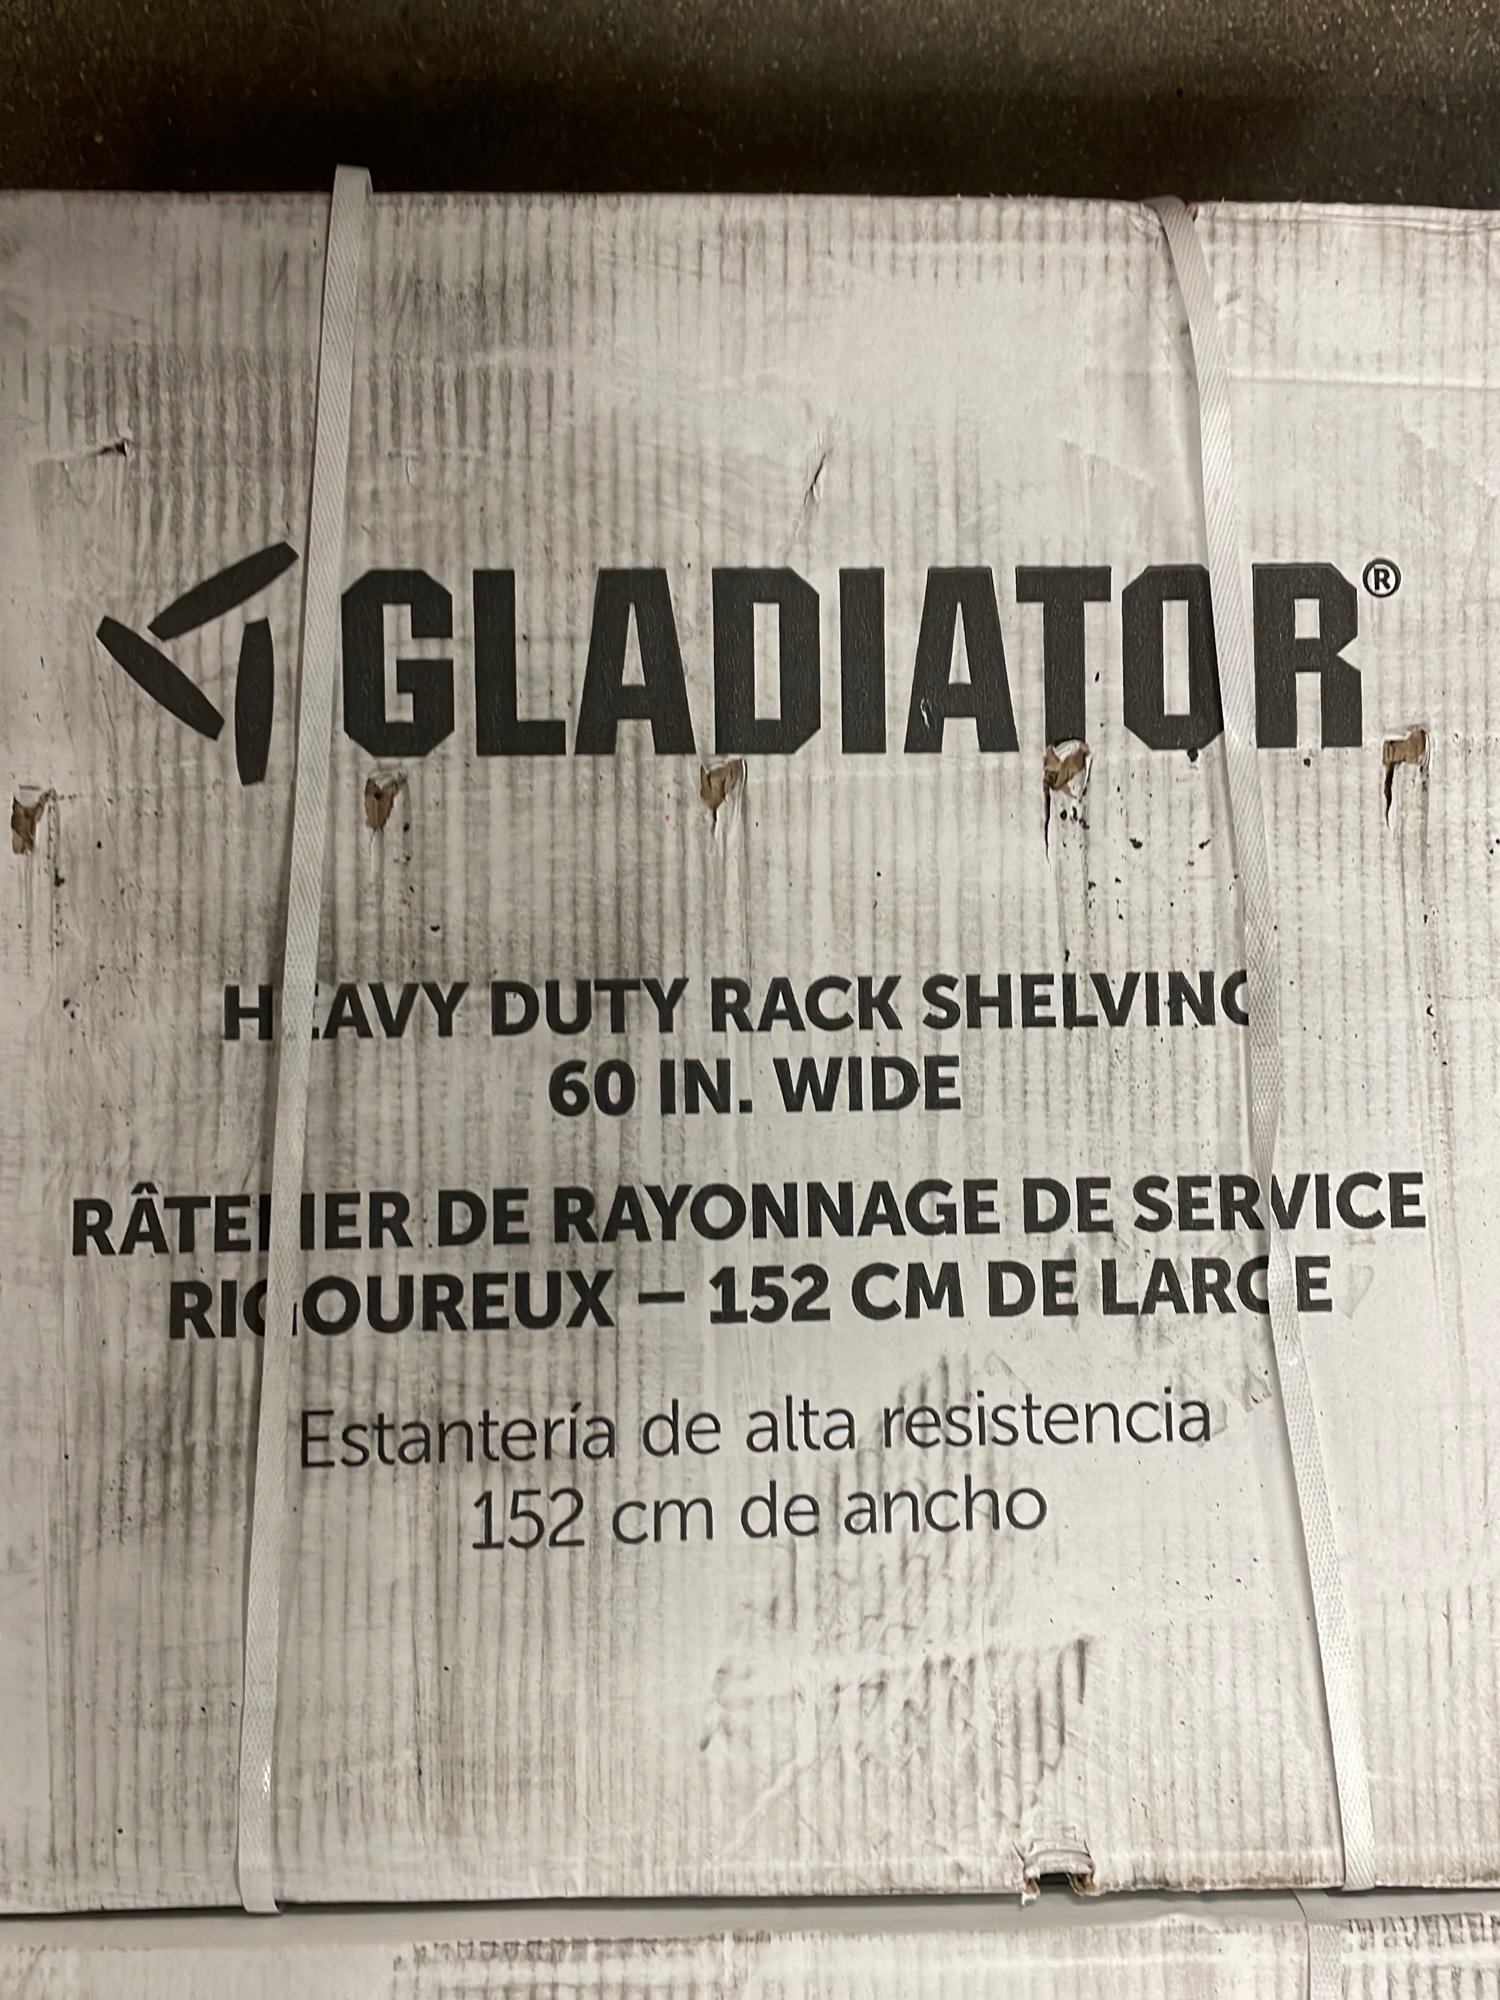 GLADIATOR®
HEAVY DUTY RACK SHELVING
60 IN. WIDE
RÂTELIER DE RAYONNAGE DE SERVICE
RIGOUREUX – 152 CM DE LARGE
Estantería de alta resistencia
152 cm de ancho